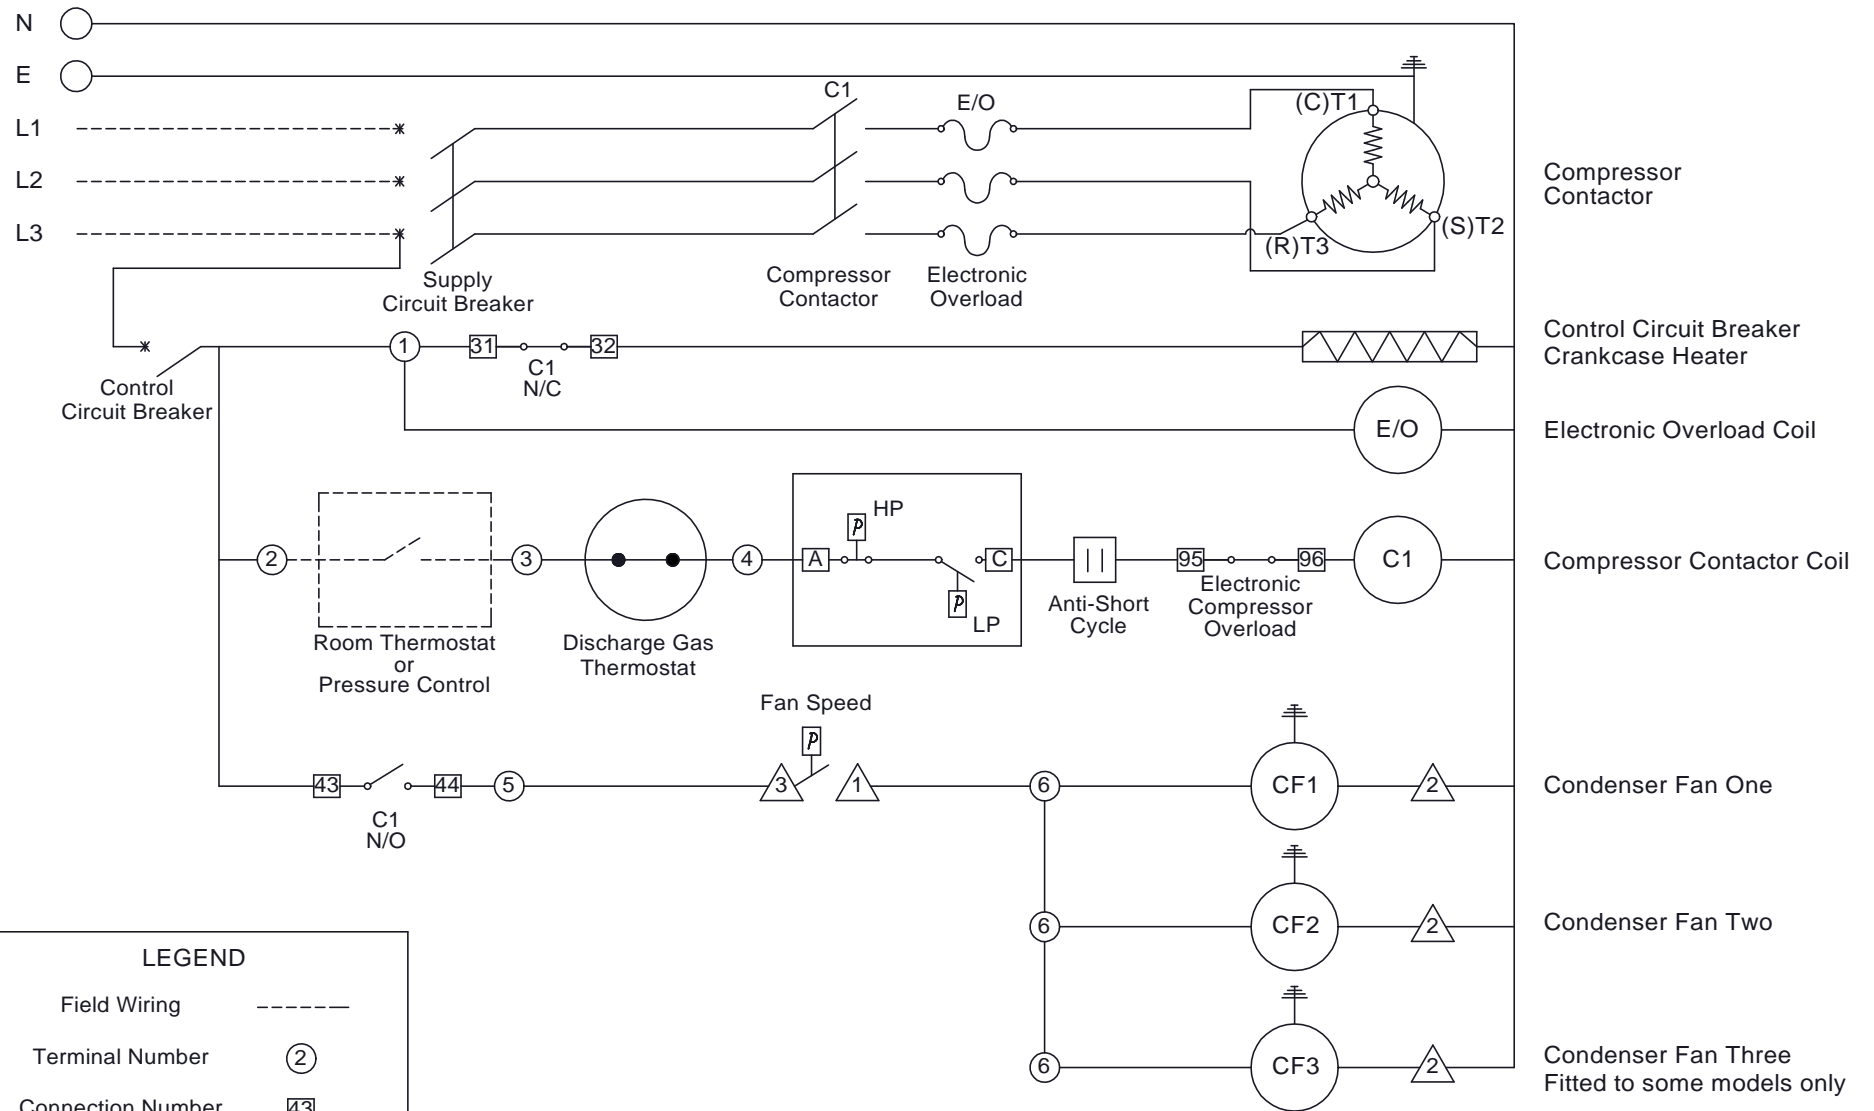 N
E
L1
L2
L3
C1
E/O
(C)T1
(S)T2
(R)T3
Compressor
Contactor
Supply
Circuit Breaker
Compressor
Contactor
Electronic
Overload
Control
Circuit Breaker
1
31
C1
N/C
32
Control Circuit Breaker
Crankcase Heater
E/O
Electronic Overload Coil
2
Room Thermostat
or
Pressure Control
3
Discharge Gas
Thermostat
4
A
P
HP
P
LP
C
Anti-Short
Cycle
95
96
Electronic
Compressor
Overload
C1
Compressor Contactor Coil
43
C1
N/O
44
5
Fan Speed
P
3
1
6
CF1
2
Condenser Fan One
6
CF2
2
Condenser Fan Two
6
CF3
2
Condenser Fan Three
Fitted to some models only
LEGEND
Field Wiring
Terminal Number
2
Connection Number
43